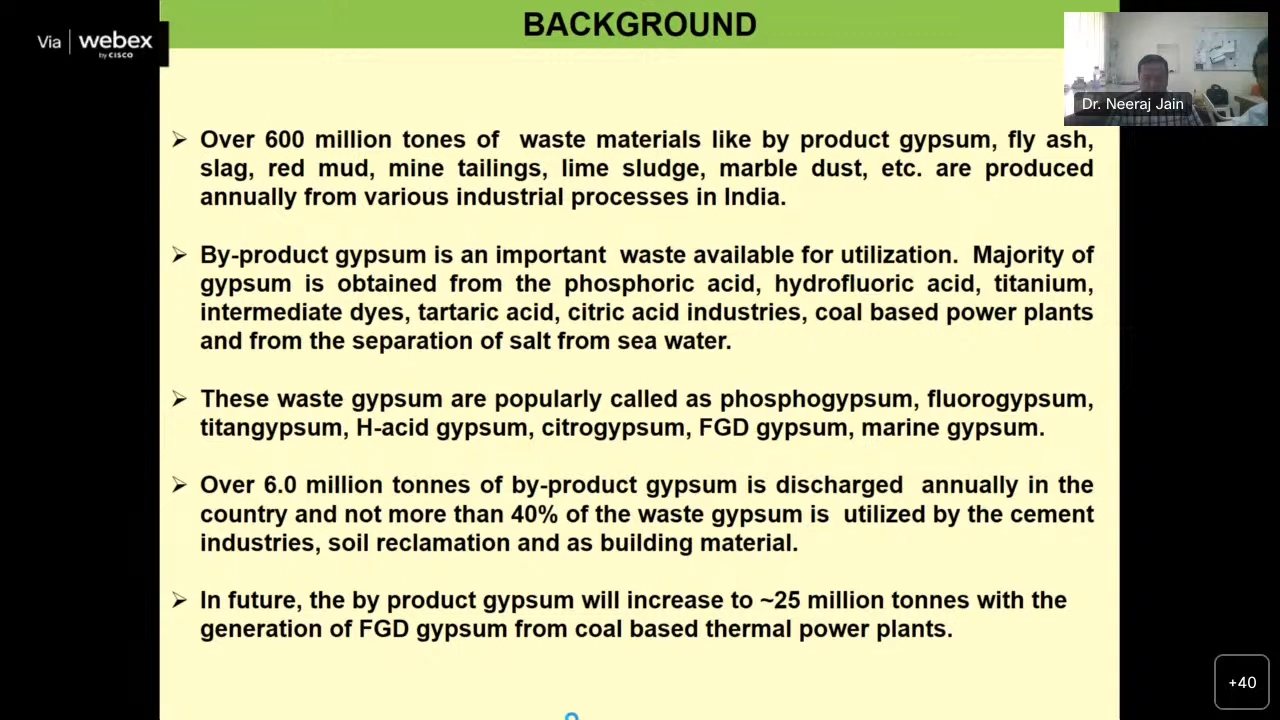 BACKGROUND
Via webex
by CISCO
Dr. Neeraj Jain
Over 600 million tones of waste materials like by product gypsum, fly ash,
slag, red mud, mine tailings, lime sludge, marble dust, etc. are produced
annually from various industrial processes in India.
By-product gypsum is an important waste available for utilization. Majority of
gypsum is obtained from the phosphoric acid, hydrofluoric acid, titanium,
intermediate dyes, tartaric acid, citric acid industries, coal based power plants
and from the separation of salt from sea water.
These waste gypsum are popularly called as phosphogypsum, fluorogypsum,
titangypsum, H-acid gypsum, citrogypsum, FGD gypsum, marine gypsum.
Over 6.0 million tonnes of by-product gypsum is discharged annually in the
country and not more than 40% of the waste gypsum is utilized by the cement
industries, soil reclamation and as building material.
In future, the by product gypsum will increase to ~25 million tonnes with the
generation of FGD gypsum from coal based thermal power plants.
+40